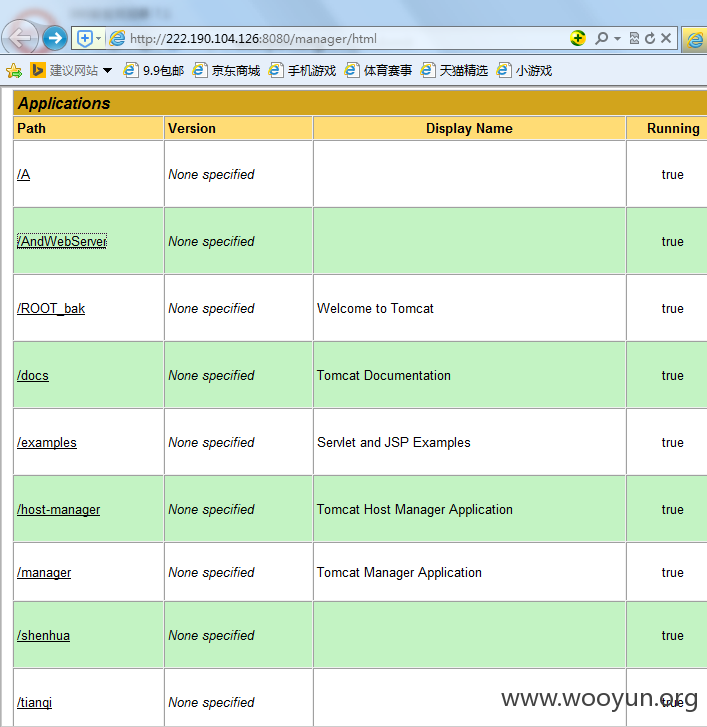 http://222.190.104.126:8080/manager/html
建议网站 9.9包邮 京东商城 手机游戏 体育赛事 天猫精选 小游戏
Applications
Path Version Display Name Running
/A None specified true
/AndWebServer None specified true
/ROOT_bak None specified Welcome to Tomcat true
/docs None specified Tomcat Documentation true
/examples None specified Servlet and JSP Examples true
/host-manager None specified Tomcat Host Manager Application true
/manager None specified Tomcat Manager Application true
/shenhua None specified true
/tianqi None specified true
www.wooyun.org